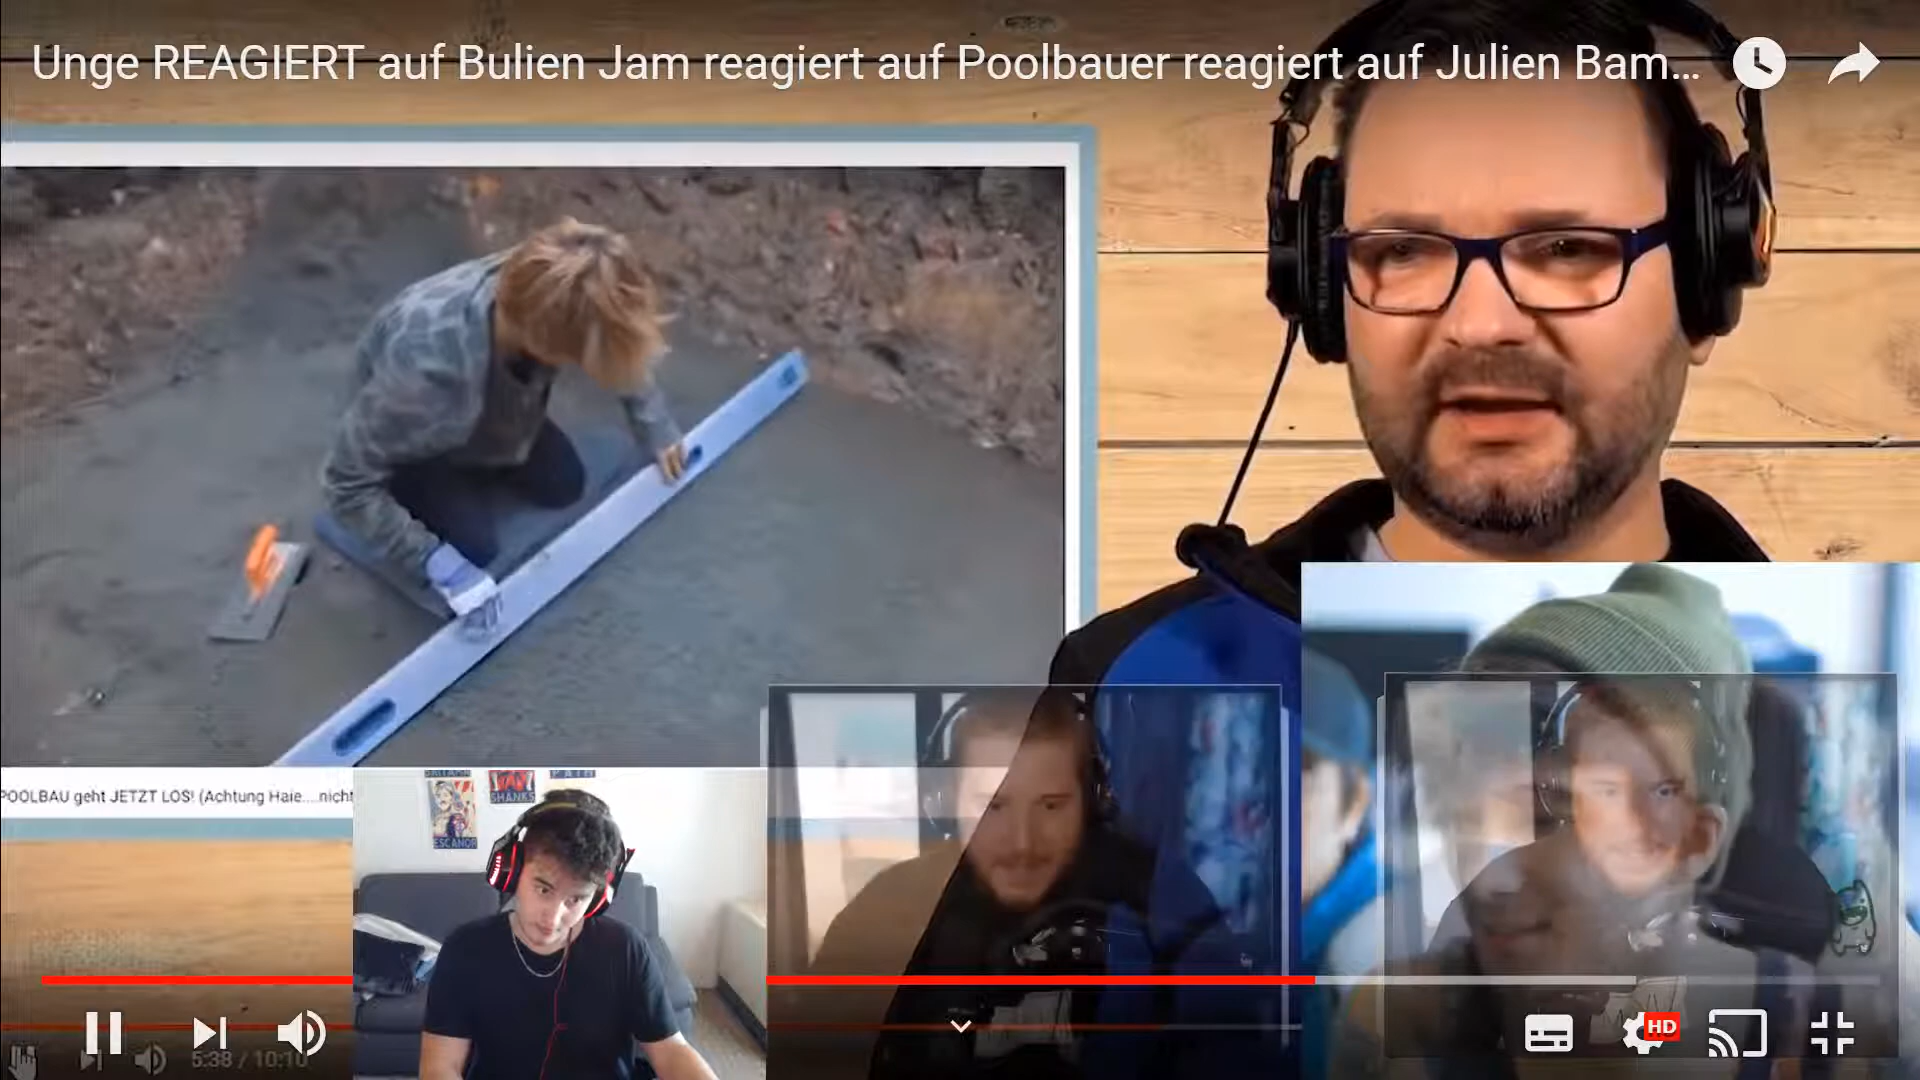 Unge REAGIERT auf Bulien Jam reagiert auf Poolbauer reagiert auf Julien Bam...
POOLBAU geht JETZT LOS! (Achtung Haie....nicht
SHANKS
ESCANOR
HD
5:38 / 10:10